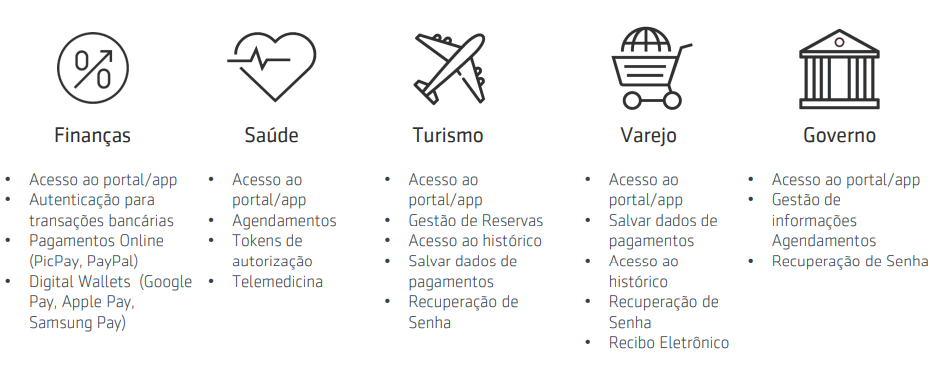 Finanças
• Acesso ao portal/app
• Autenticação para
transações bancárias
• Pagamentos Online
(PicPay, PayPal)
• Digital Wallets (Google
Pay, Apple Pay,
Samsung Pay)
Saúde
• Acesso ao
portal/app
• Agendamentos
• Tokens de
autorização
• Telemedicina
Turismo
• Acesso ao
portal/app
• Gestão de Reservas
• Acesso ao histórico
• Salvar dados de
pagamentos
• Recuperação de
Senha
Varejo
• Acesso ao
portal/app
• Salvar dados de
pagamentos
• Acesso ao
histórico
• Recuperação de
Senha
• Recibo Eletrônico
Governo
• Acesso ao portal/app
• Gestão de
informações
Agendamentos
• Recuperação de Senha